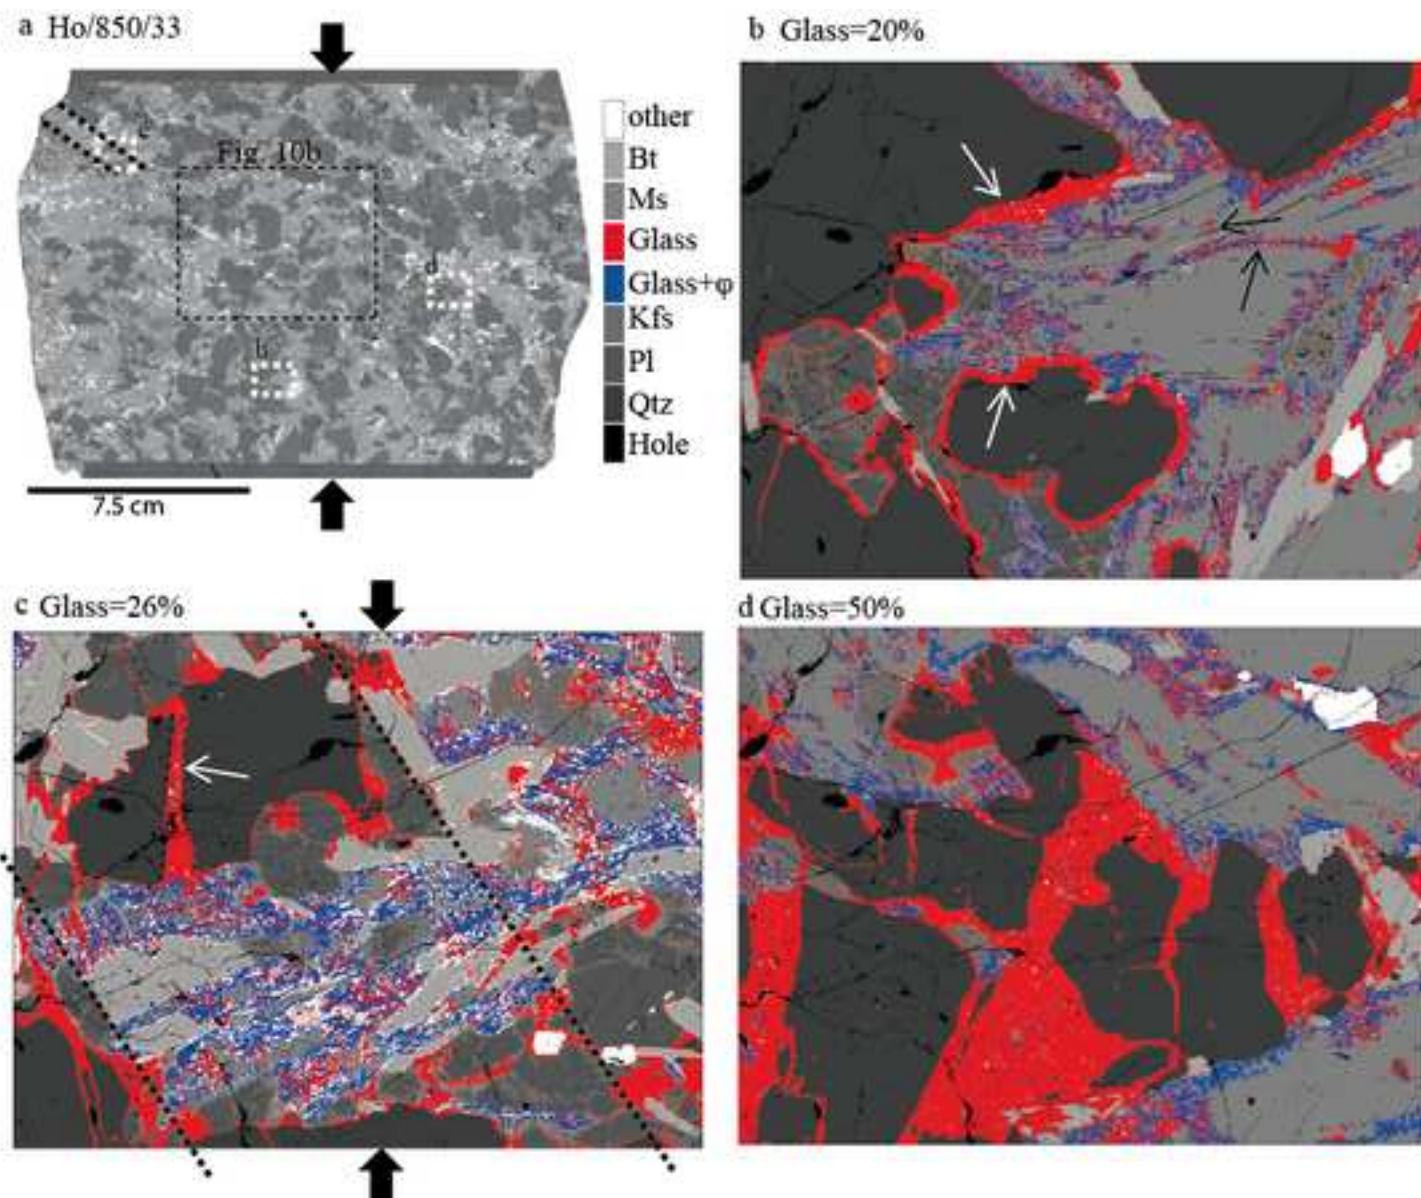 a Ho/850/33
c
Fig 10b
d
b
7.5 cm
other
Bt
Ms
Glass
Glass+φ
Kfs
Pl
Qtz
Hole
b Glass=20%
c Glass=26%
d Glass=50%